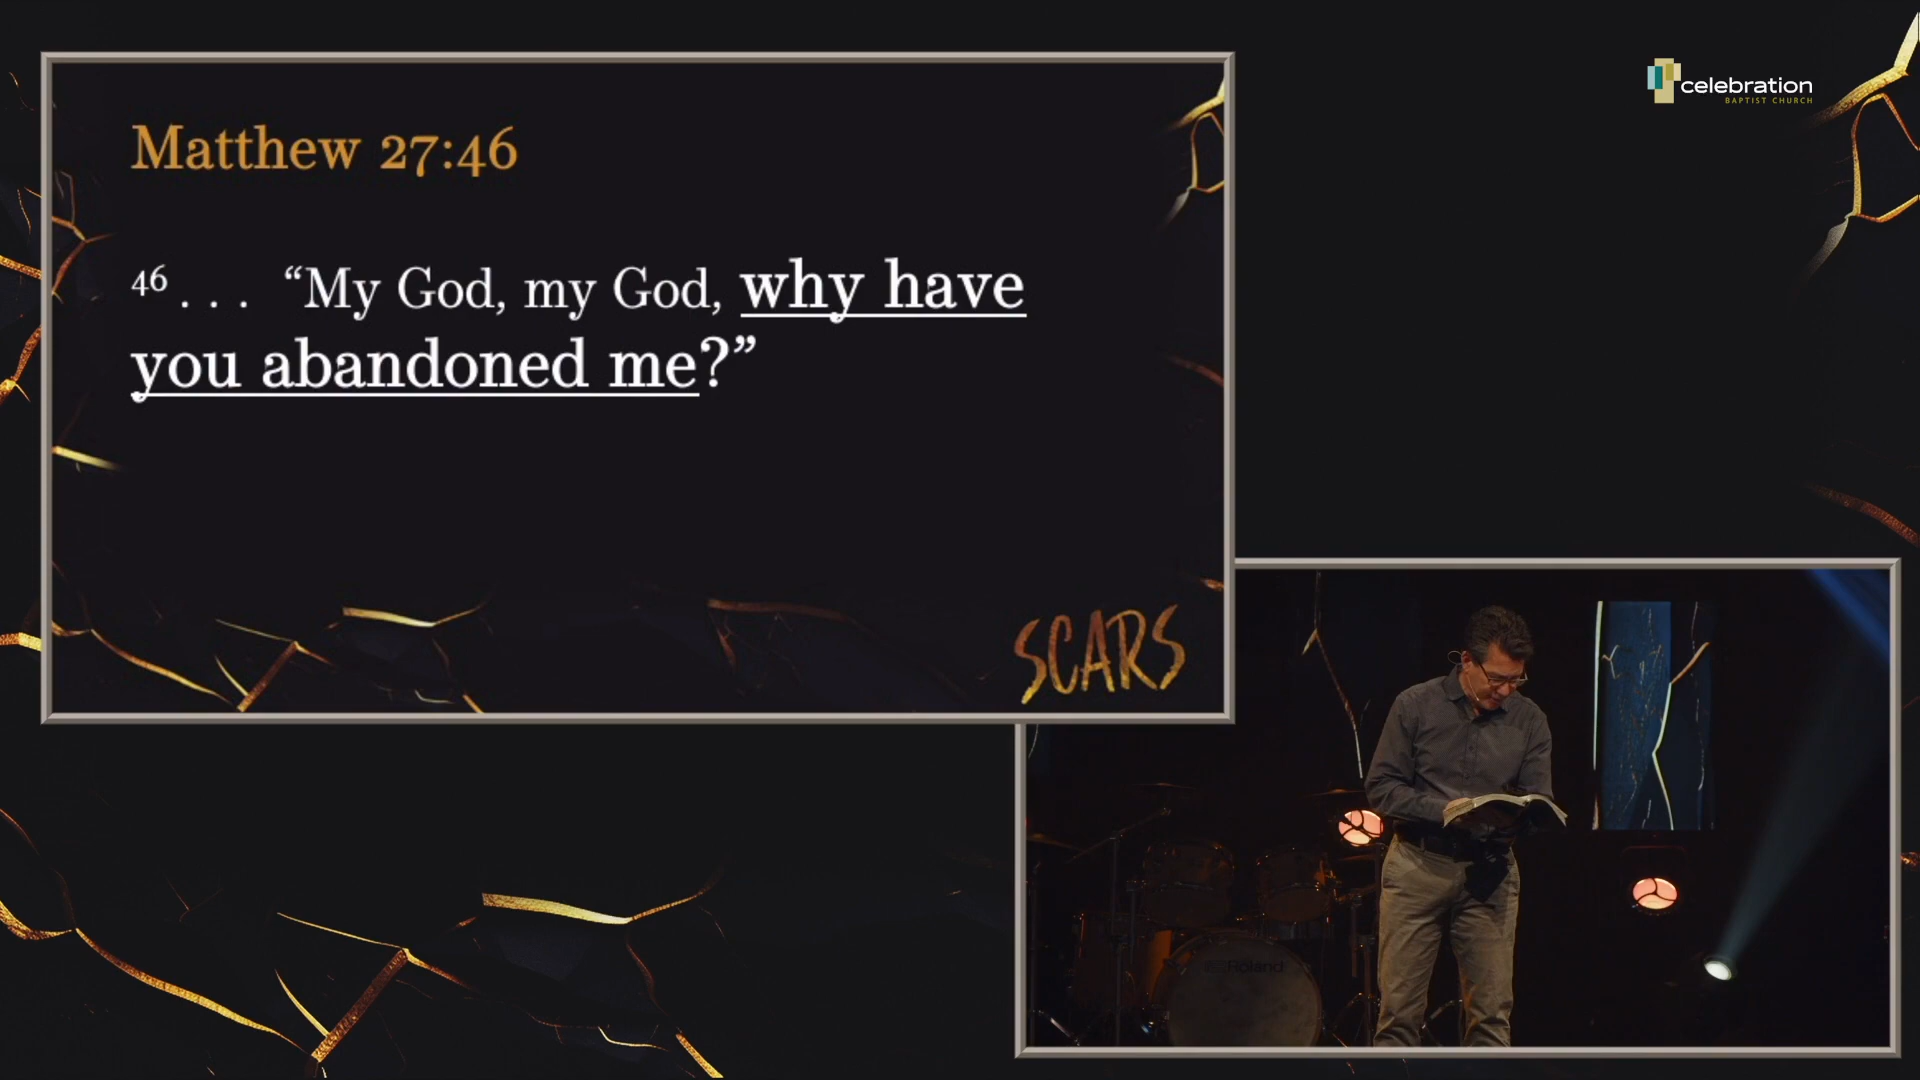 celebration
BAPTIST CHURCH
Matthew 27:46
46 . . . “My God, my God, why have
you abandoned me?”
SCARS
Roland